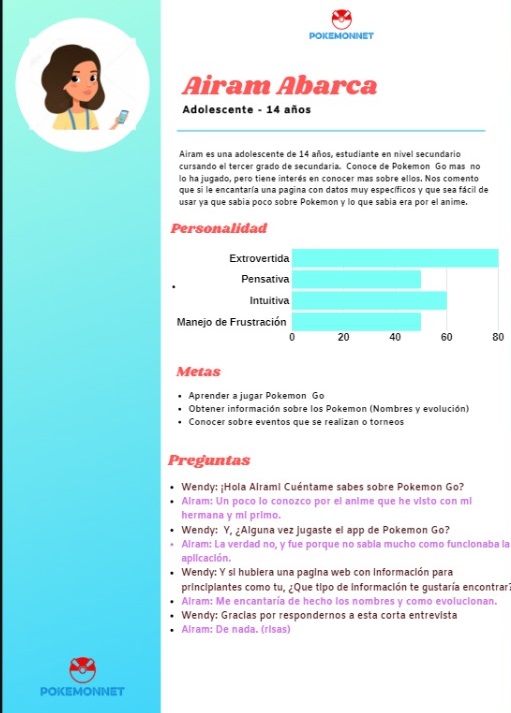 POKEMONNET
Airam Abarca
Adolescente - 14 años
Airam es una adolescente de 14 años, estudiante en nivel secundario
cursando el tercer grado de secundaria. Conoce de Pokemon Go mas no
lo ha jugado, pero tiene interés en conocer mas sobre ellos. Nos comento
que si le encantaría una pagina con datos muy específicos y que sea fácil de
usar ya que sabia poco sobre Pokemon y lo que sabia era por el anime.
Personalidad
Extrovertida
Pensativa
Intuitiva
Manejo de Frustración
0 20 40 60 80
Metas
• Aprender a jugar Pokemon Go
• Obtener información sobre los Pokemon (Nombres y evolución)
• Conocer sobre eventos que se realizan o torneos
Preguntas
• Wendy: ¡Hola Airam! Cuéntame sabes sobre Pokemon Go?
• Airam: Un poco lo conozco por el anime que he visto con mi
hermana y mi primo.
• Wendy: Y, ¿Alguna vez jugaste el app de Pokemon Go?
• Airam: La verdad no, y fue porque no sabia mucho como funcionaba la
aplicación.
• Wendy: Y si hubiera una pagina web con información para
principiantes como tu, ¿Que tipo de información te gustaría encontrar?
• Airam: Me encantaría de hecho los nombres y como evolucionan.
• Wendy: Gracias por respondernos a esta corta entrevista
• Airam: De nada. (risas)
POKEMONNET